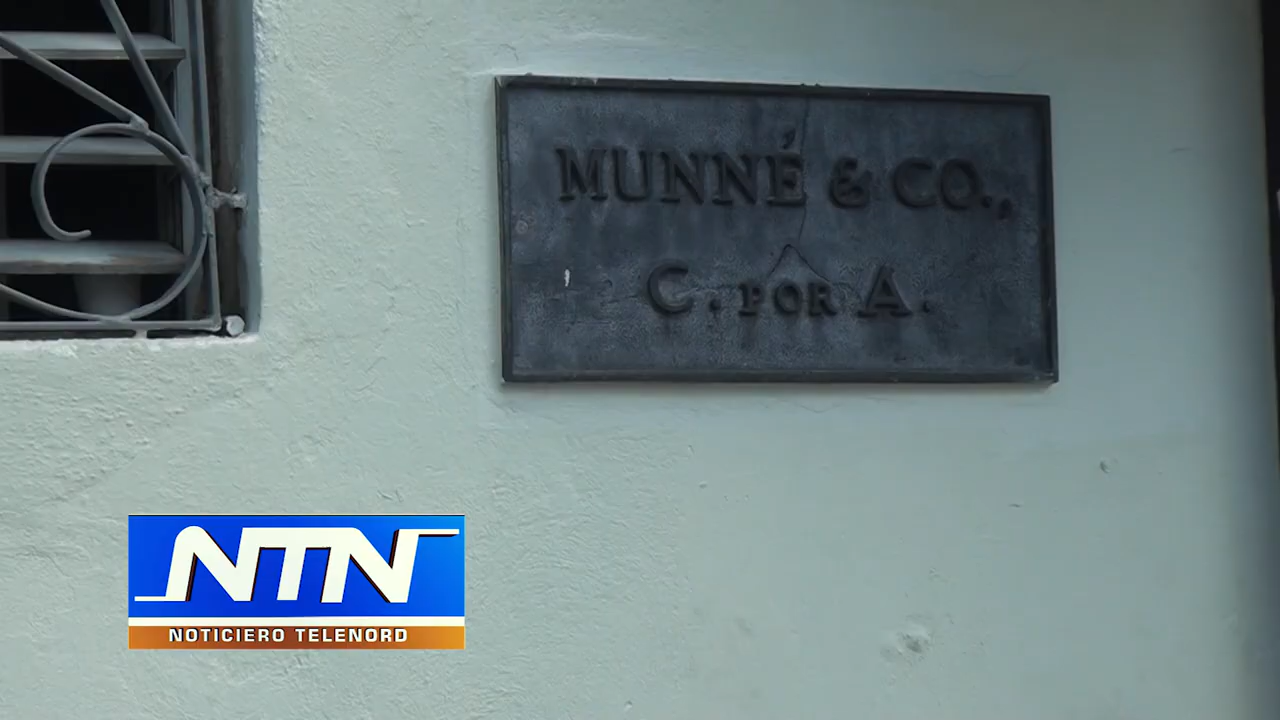 MUNNÉ & CO.,
C. POR A.
NTN
NOTICIERO TELENORD